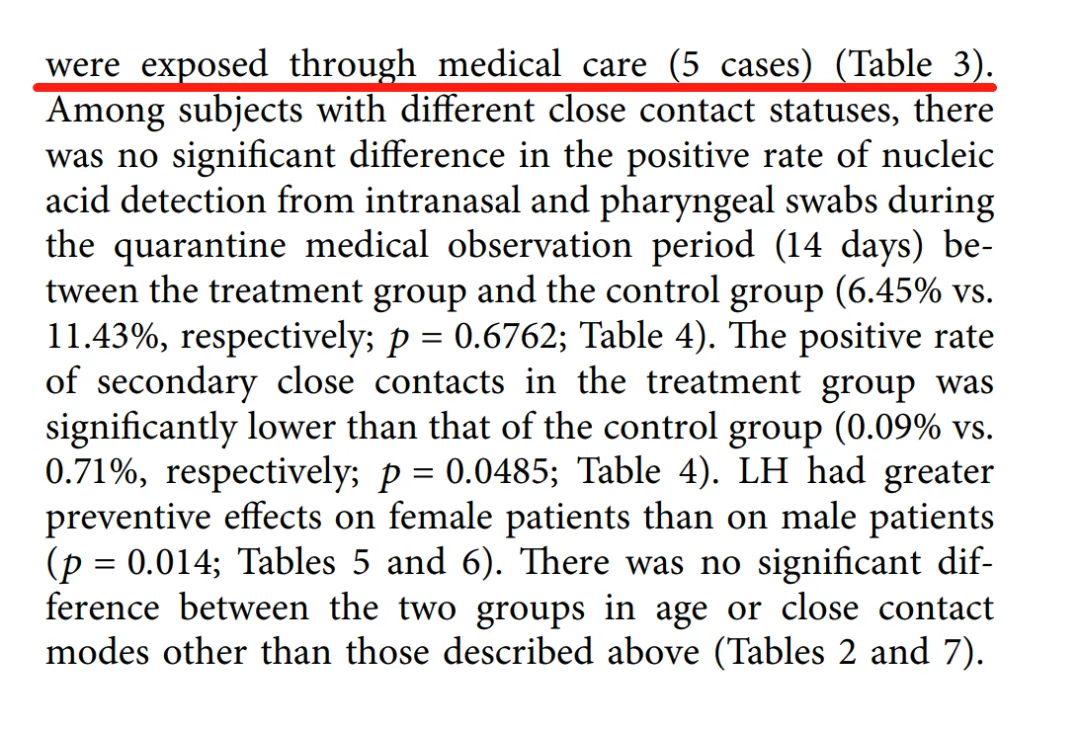 were exposed through medical care (5 cases) (Table 3).
Among subjects with different close contact statuses, there
was no significant difference in the positive rate of nucleic
acid detection from intranasal and pharyngeal swabs during
the quarantine medical observation period (14 days) be-
tween the treatment group and the control group (6.45% vs.
11.43%, respectively; p = 0.6762; Table 4). The positive rate
of secondary close contacts in the treatment group was
significantly lower than that of the control group (0.09% vs.
0.71%, respectively; p = 0.0485; Table 4). LH had greater
preventive effects on female patients than on male patients
(p = 0.014; Tables 5 and 6). There was no significant dif-
ference between the two groups in age or close contact
modes other than those described above (Tables 2 and 7).